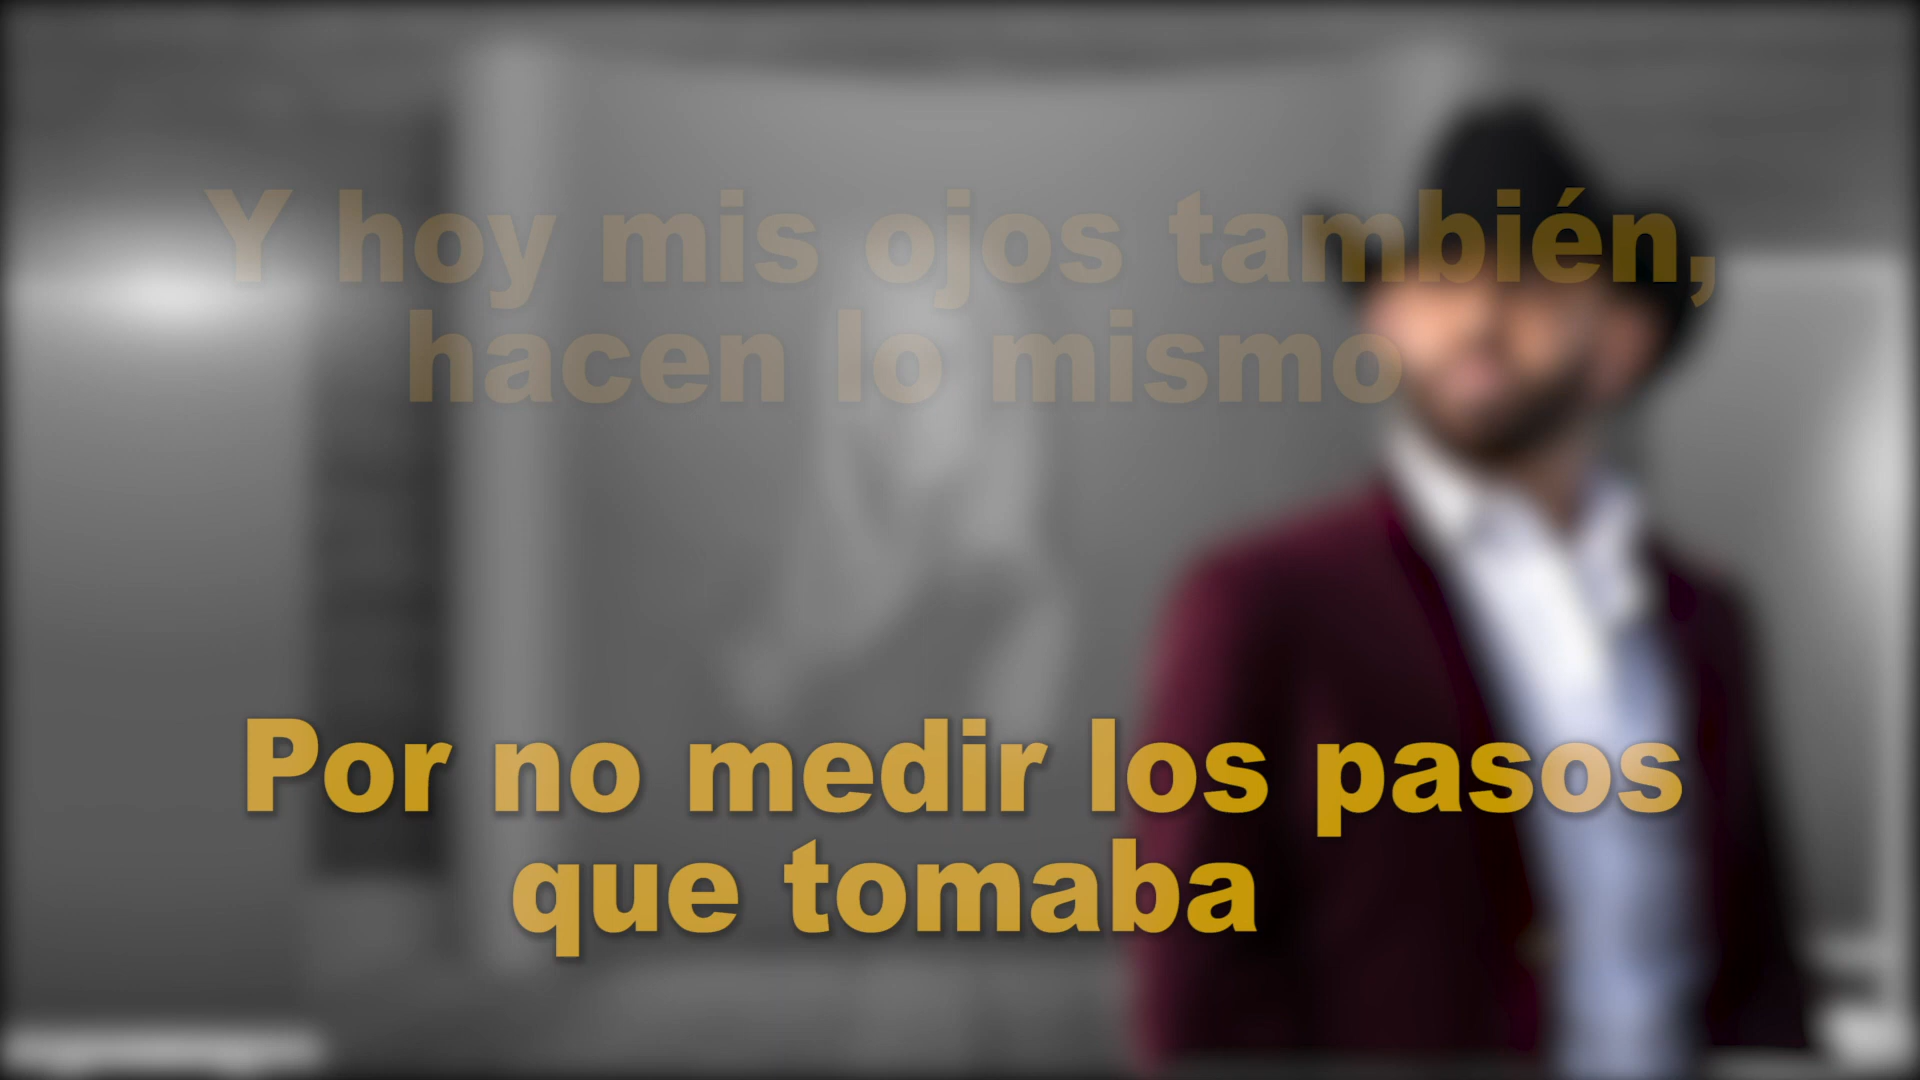 Y hoy mis ojos también,
hacen lo mismo
Por no medir los pasos
que tomaba